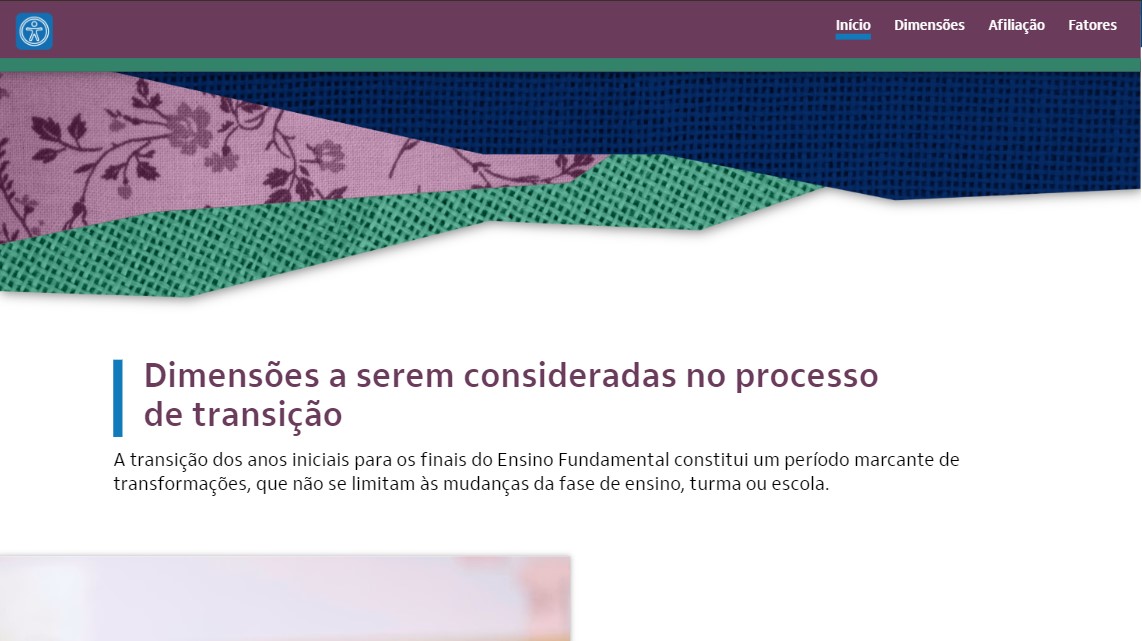 Início Dimensões Afiliação Fatores
Dimensões a serem consideradas no processo
de transição
A transição dos anos iniciais para os finais do Ensino Fundamental constitui um período marcante de
transformações, que não se limitam às mudanças da fase de ensino, turma ou escola.